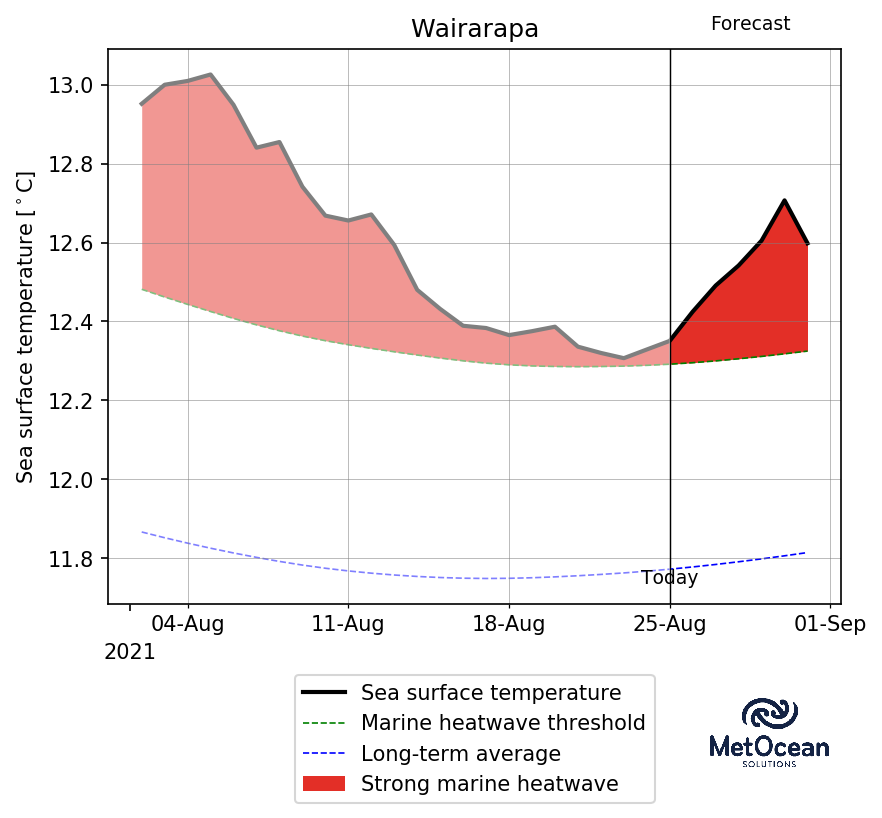 Wairarapa
Forecast
Sea surface temperature [°C]
13.0
12.8
12.6
12.4
12.2
12.0
11.8
Today
04-Aug
11-Aug
18-Aug
25-Aug
01-Sep
2021
Sea surface temperature
Marine heatwave threshold
Long-term average
Strong marine heatwave
MetOcean
SOLUTIONS